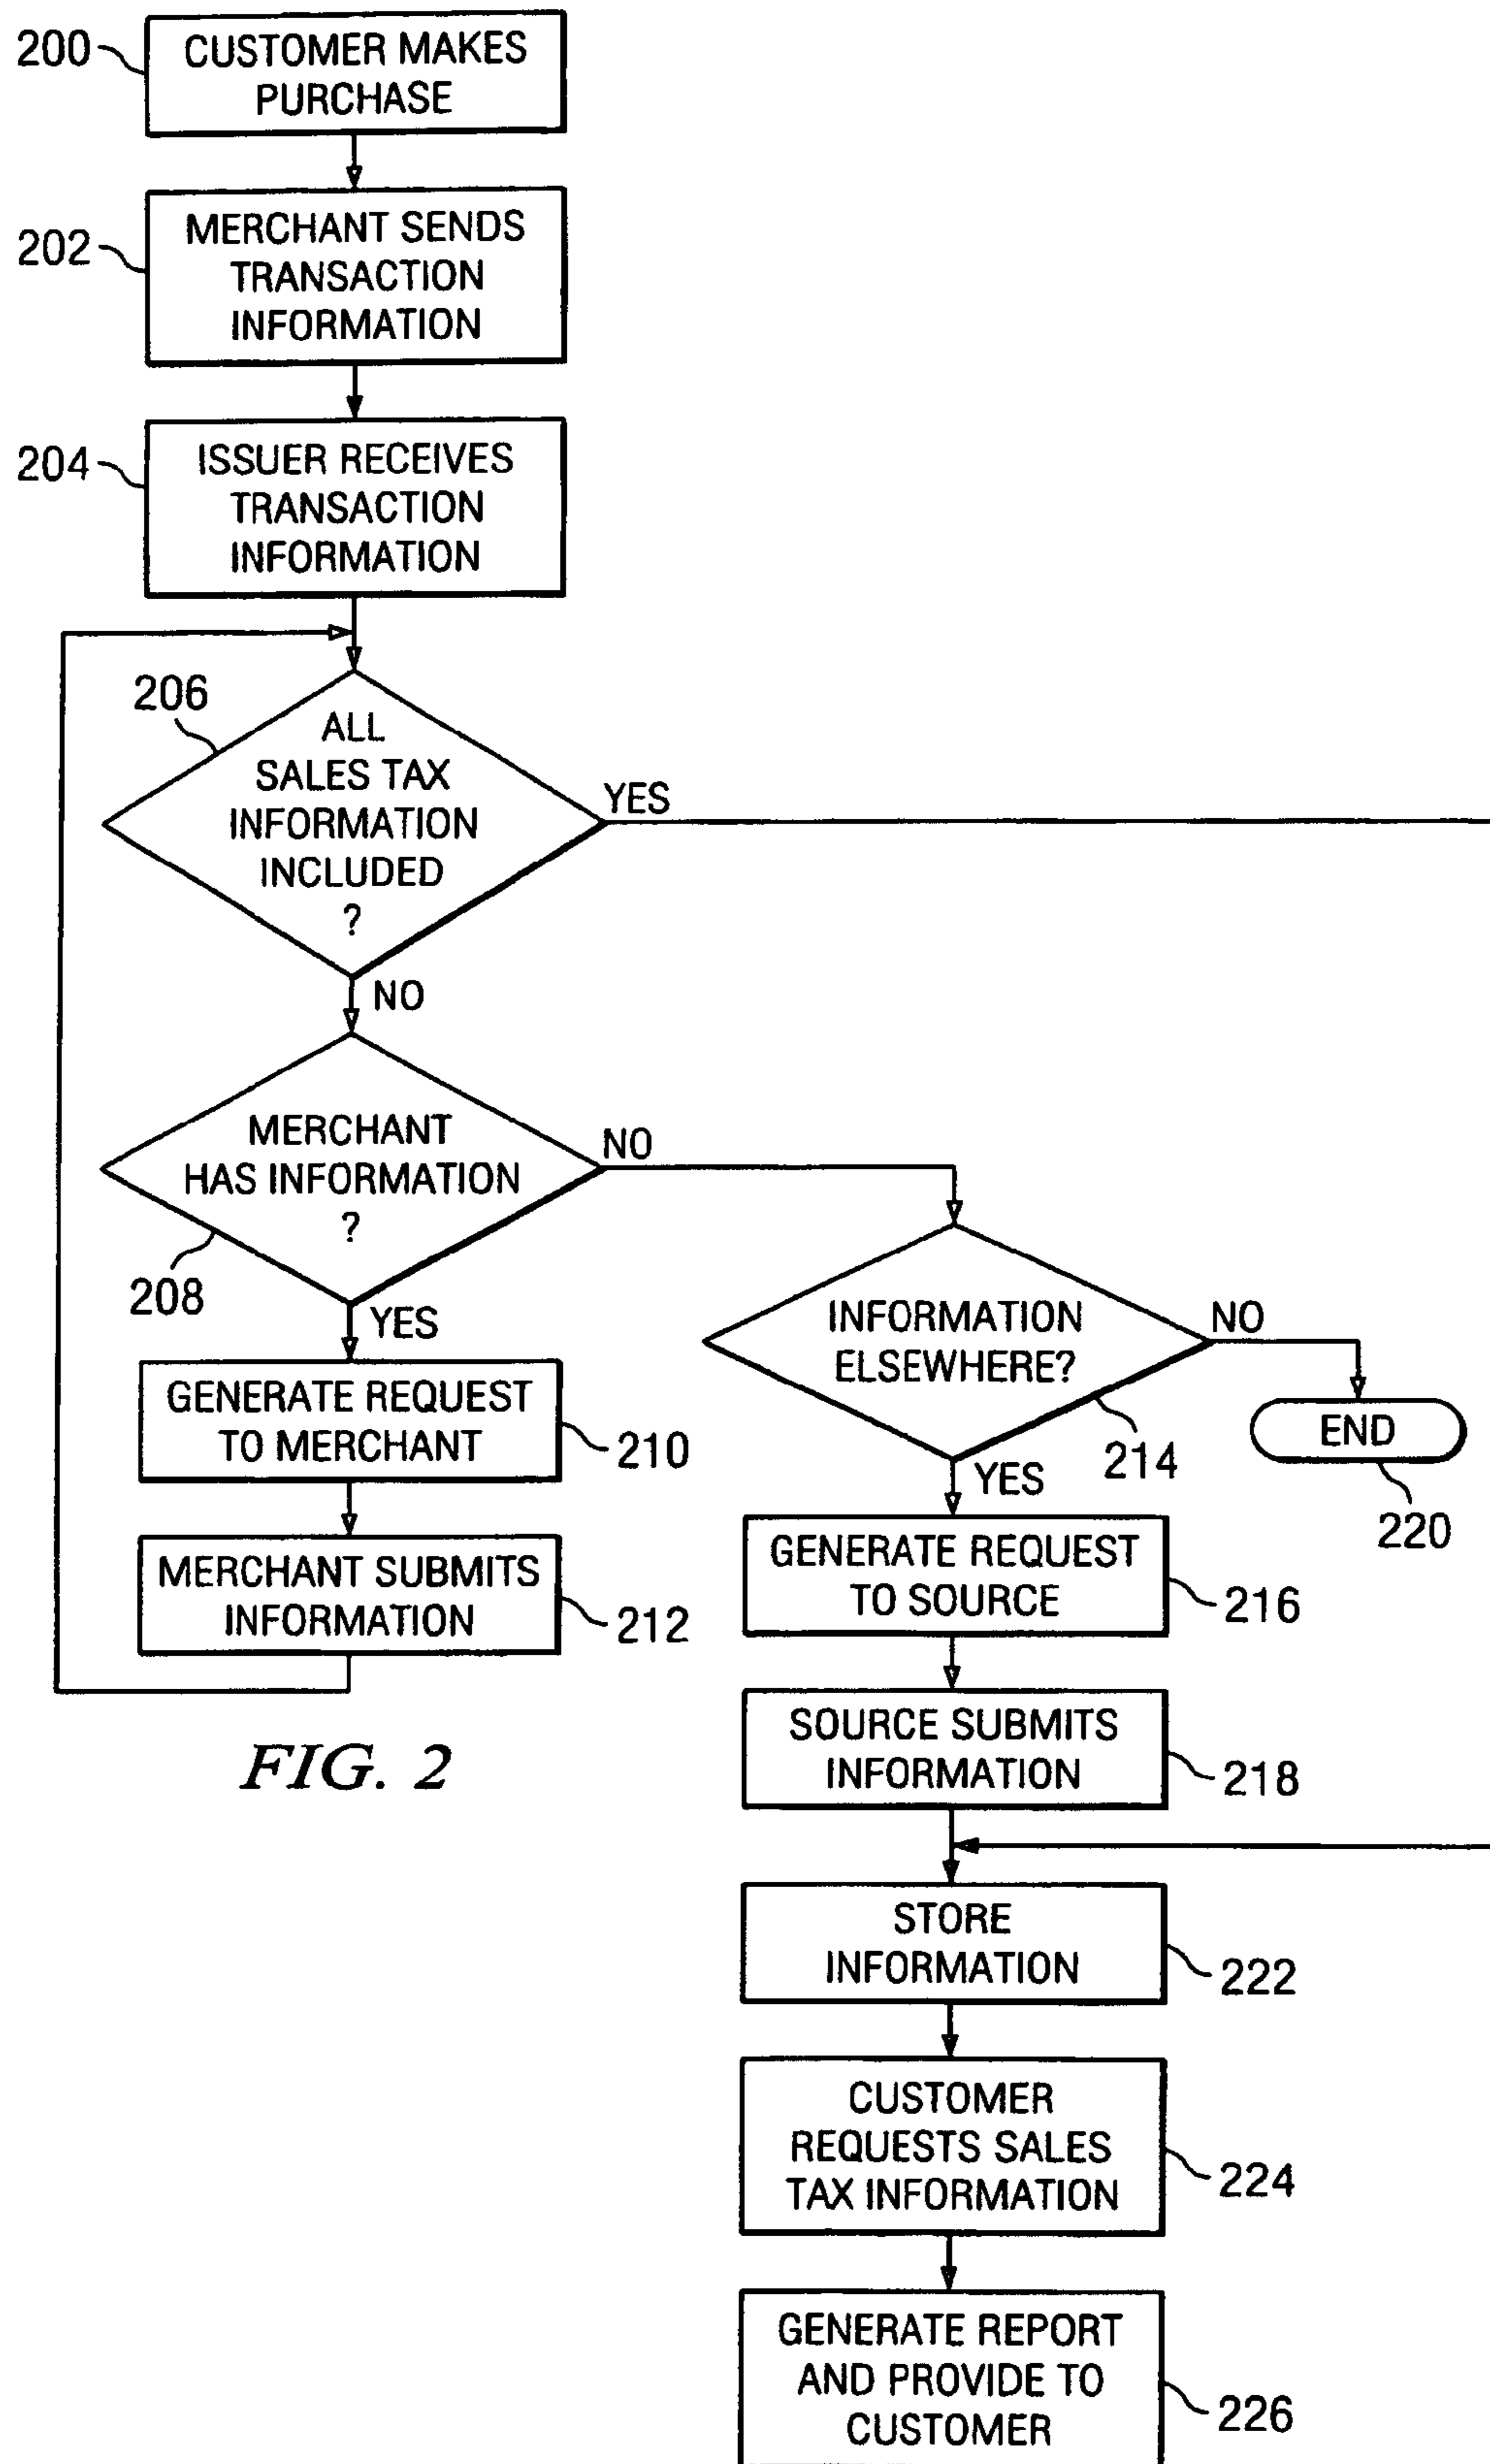 200
CUSTOMER MAKES
PURCHASE
202
MERCHANT SENDS
TRANSACTION
INFORMATION
204
ISSUER RECEIVES
TRANSACTION
INFORMATION
206
ALL
SALES TAX
INFORMATION
INCLUDED
?
YES
NO
MERCHANT
HAS INFORMATION
?
208
NO
YES
GENERATE REQUEST
TO MERCHANT
210
MERCHANT SUBMITS
INFORMATION
212
INFORMATION
ELSEWHERE?
214
NO
END
220
YES
GENERATE REQUEST
TO SOURCE
216
SOURCE SUBMITS
INFORMATION
218
FIG. 2
STORE
INFORMATION
222
CUSTOMER
REQUESTS SALES
TAX INFORMATION
224
GENERATE REPORT
AND PROVIDE TO
CUSTOMER
226